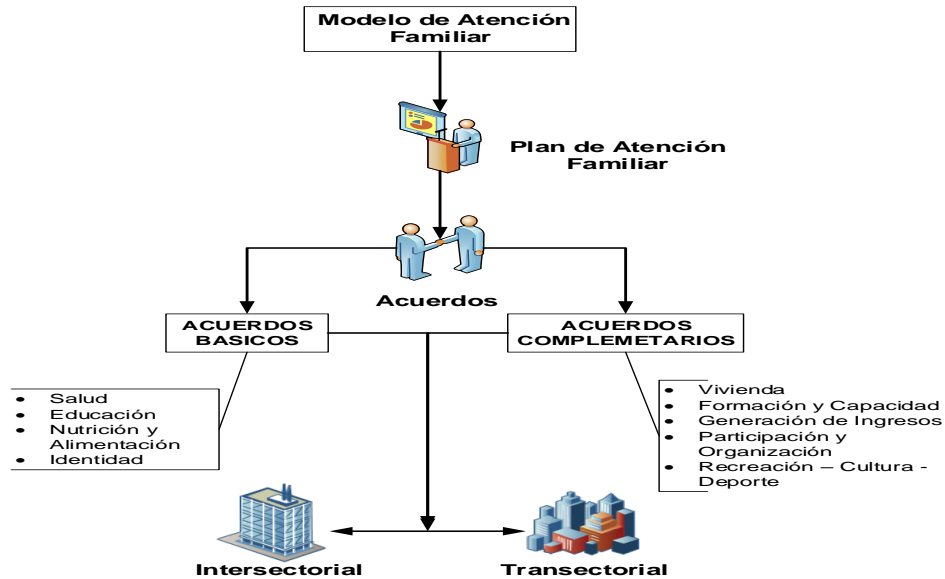 Modelo de Atención
Familiar
Plan de Atención
Familiar
Acuerdos
ACUERDOS
BASICOS
ACUERDOS
COMPLEMETARIOS
• Salud
• Educación
• Nutrición y
Alimentación
• Identidad
• Vivienda
• Formación y Capacidad
• Generación de Ingresos
• Participación y
Organización
• Recreación – Cultura -
Deporte
Intersectorial
Transectorial